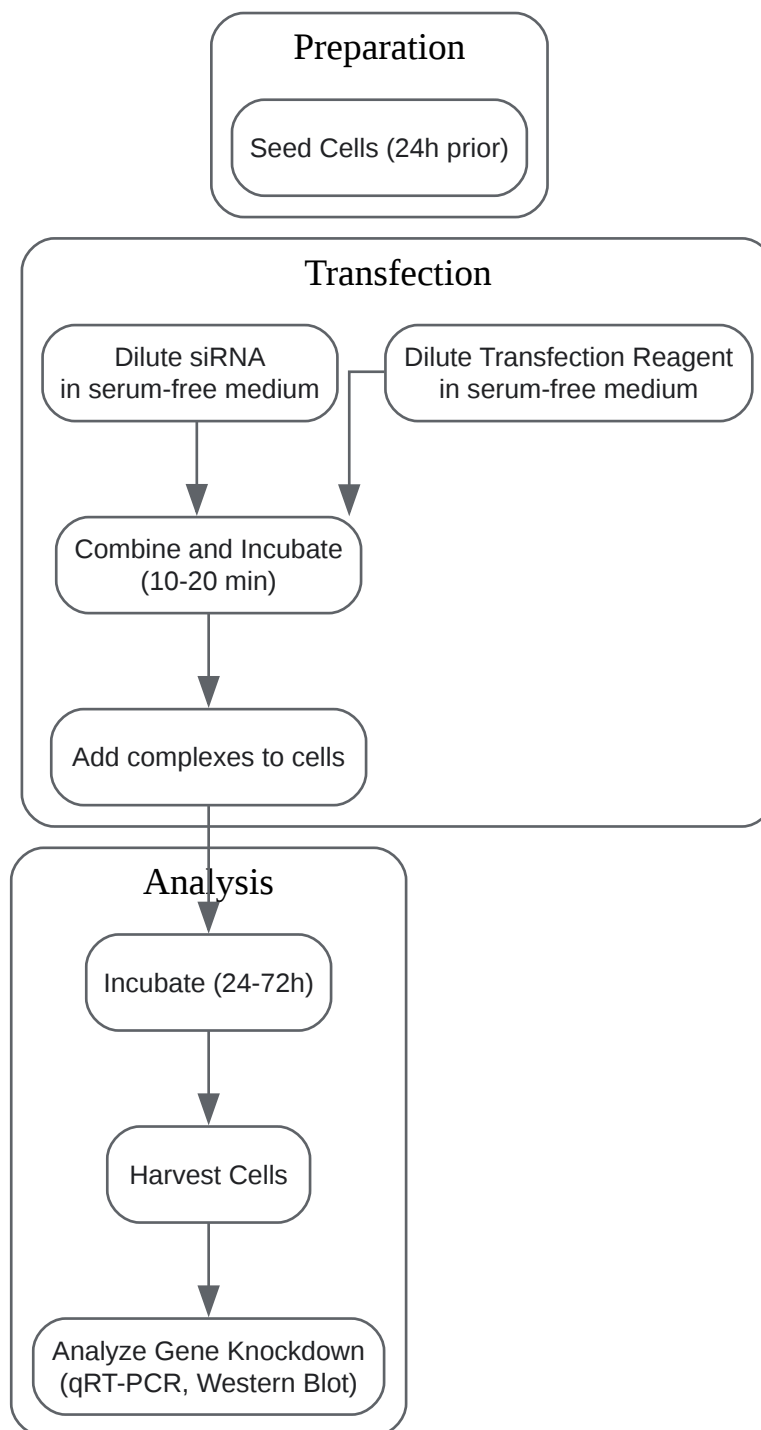 Preparation
Seed Cells (24h prior)
Transfection
Dilute siRNA
in serum-free medium
Dilute Transfection Reagent
in serum-free medium
Combine and Incubate
(10-20 min)
Add complexes to cells
Analysis
Incubate (24-72h)
Harvest Cells
Analyze Gene Knockdown
(qRT-PCR, Western Blot)